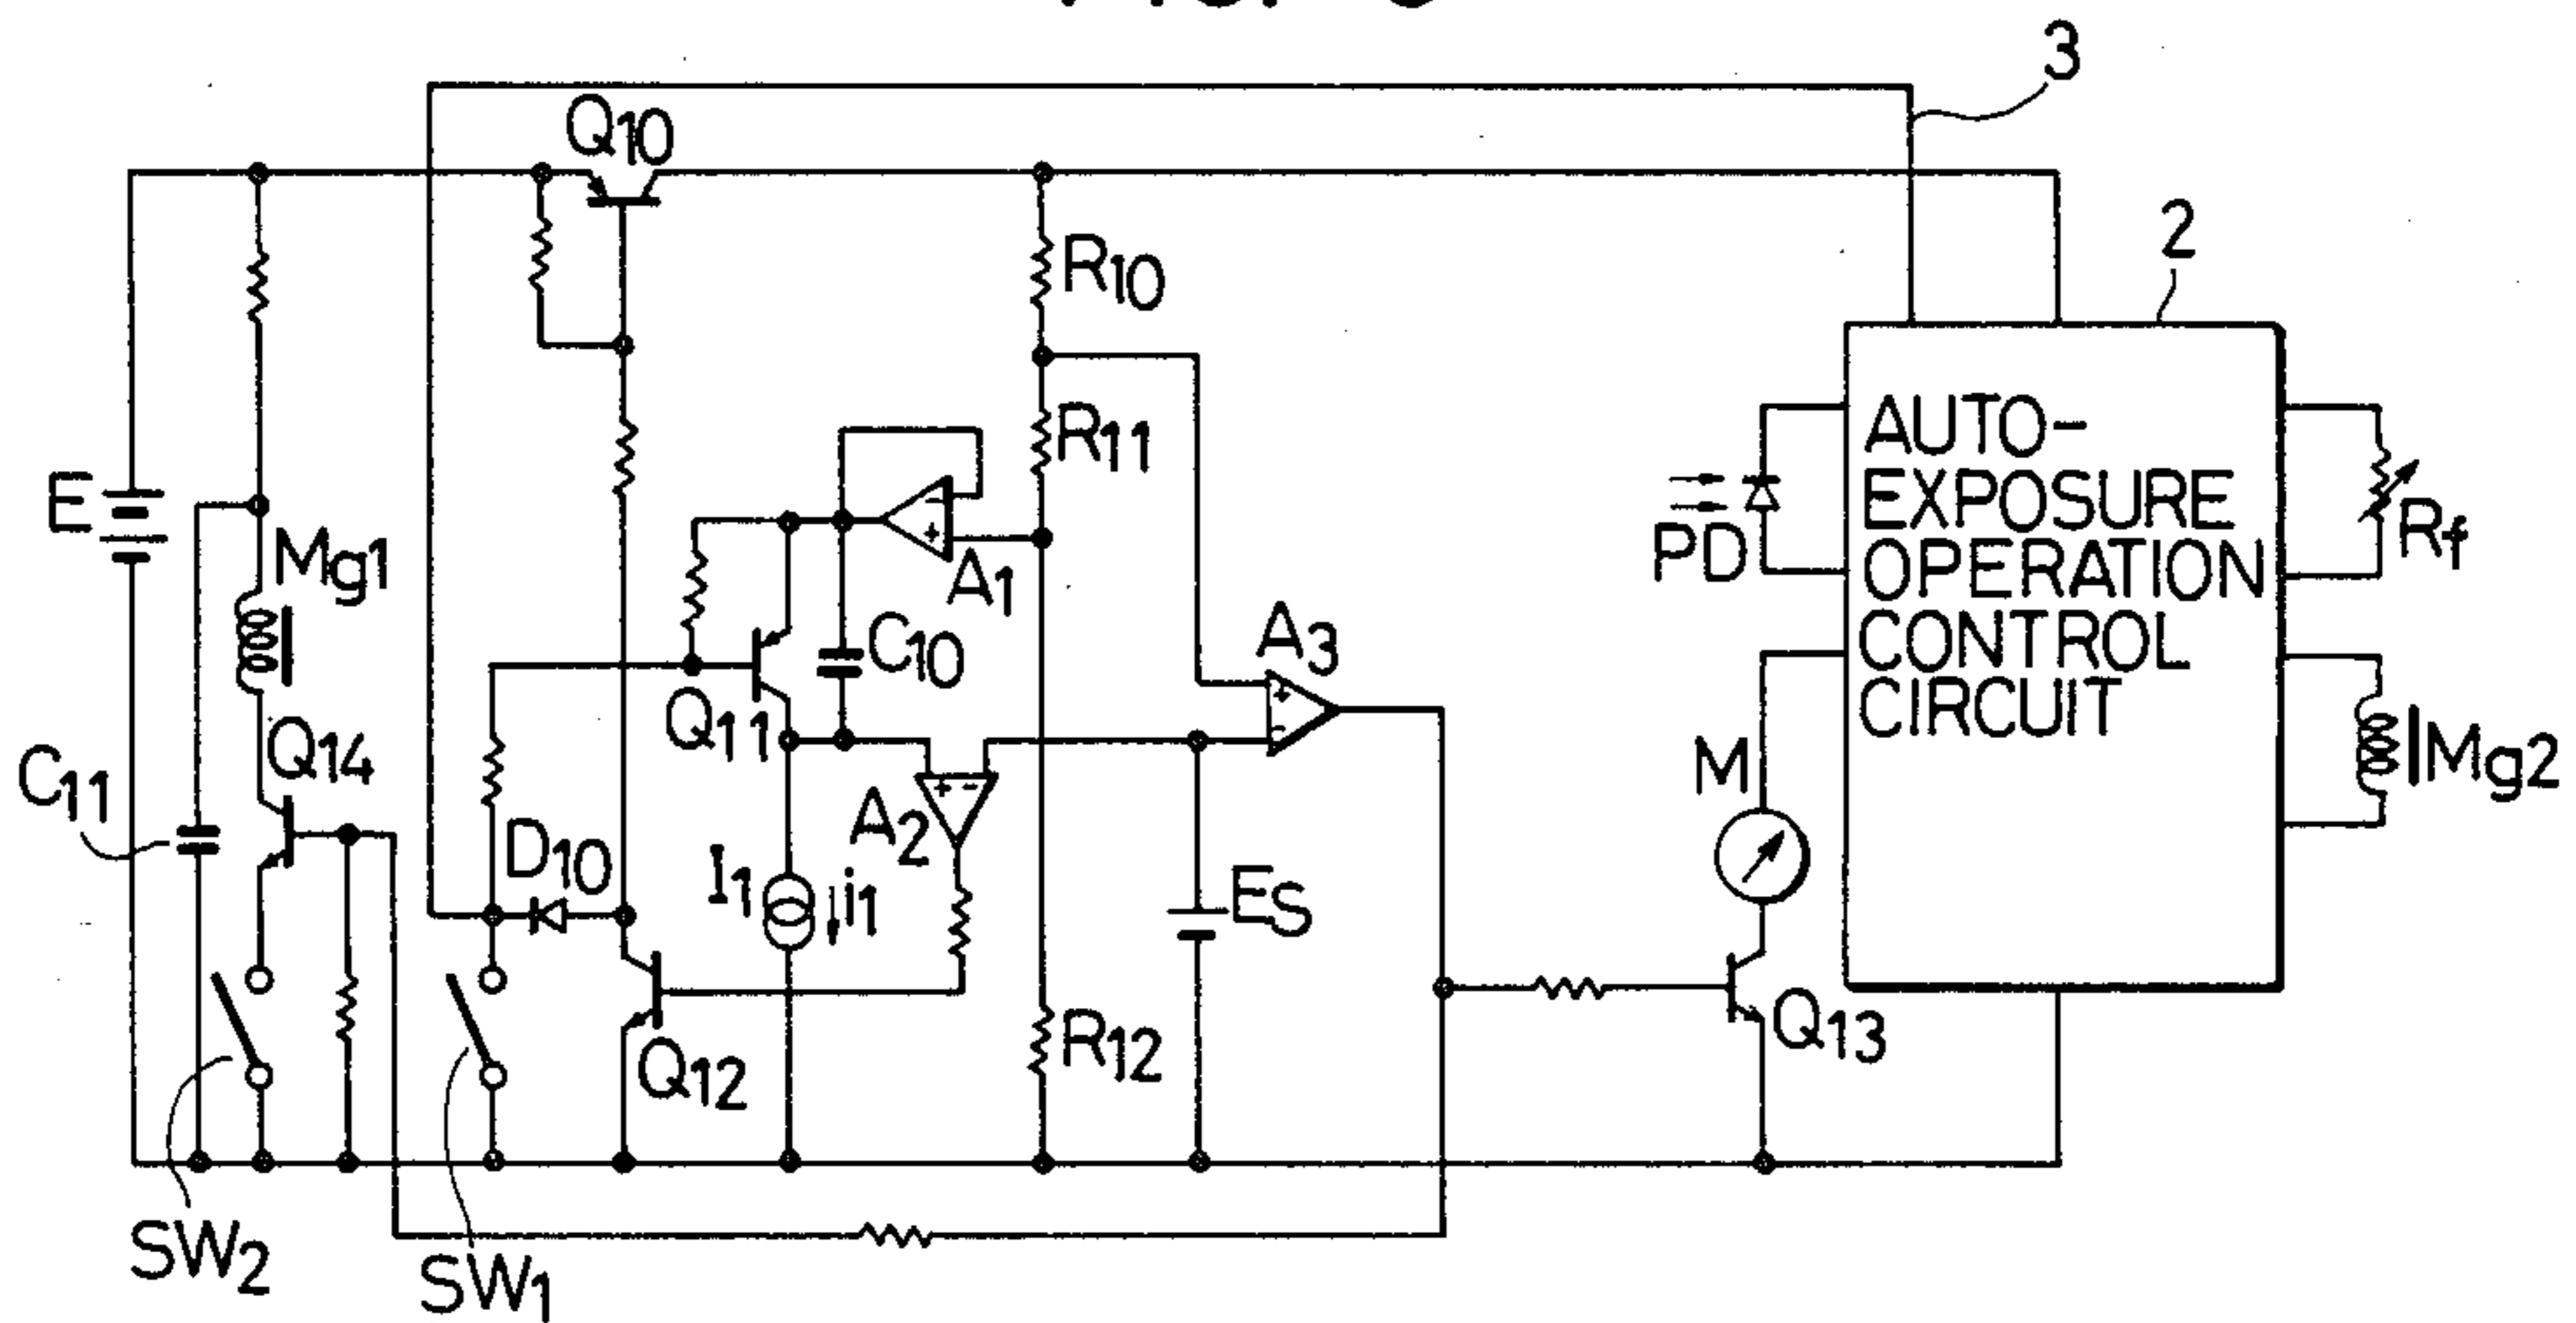 3
Q10
2
R10
R11
E
Mg1
A1
C10
Q11
A3
PD
AUTO-
EXPOSURE
OPERATION
CONTROL
CIRCUIT
Rf
M
Mg2
C11
Q14
D10
A2
I1
i1
ES
Q12
R12
Q13
SW2
SW1